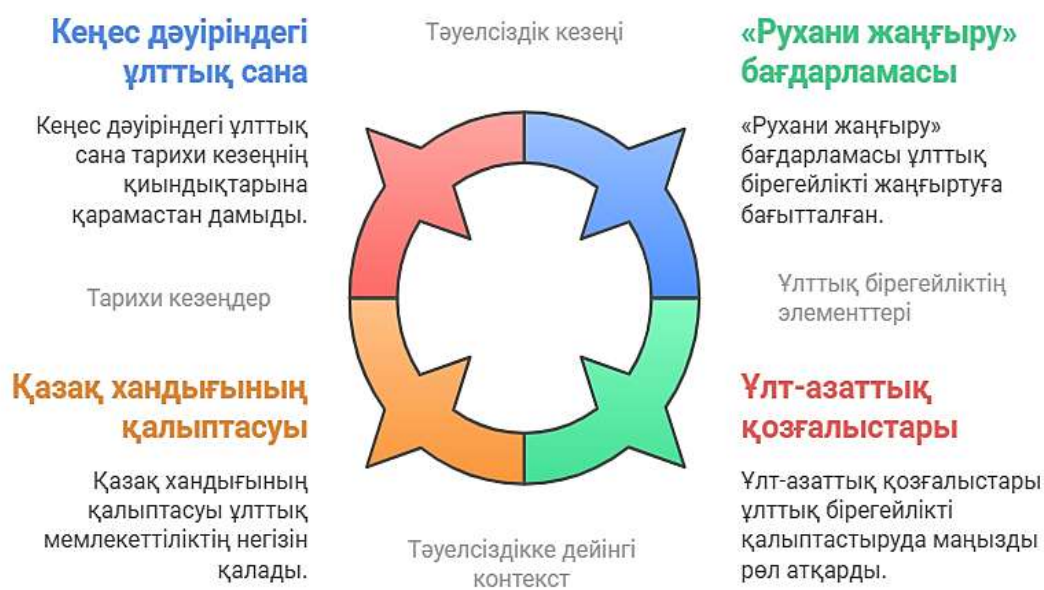 Кеңес дәуіріндегі
ұлттық сана
Кеңес дәуіріндегі ұлттық
сана тарихи кезеңнің
қиындықтарына
қарамастан дамыды.
Тәуелсіздік кезеңі
«Рухани жаңғыру»
бағдарламасы
«Рухани жаңғыру»
бағдарламасы ұлттық
бірегейлікті жаңғыртуға
бағытталған.
Тарихи кезеңдер
Ұлттық бірегейліктің
элементтері
Қазақ хандығының
қалыптасуы
Қазақ хандығының
қалыптасуы ұлттық
мемлекеттіліктің негізін
қалады.
Тәуелсіздікке дейінгі
контекст
Ұлт-азаттық
қозғалыстары
Ұлт-азаттық қозғалыстары
ұлттық бірегейлікті
қалыптастыруда маңызды
рөл атқарды.